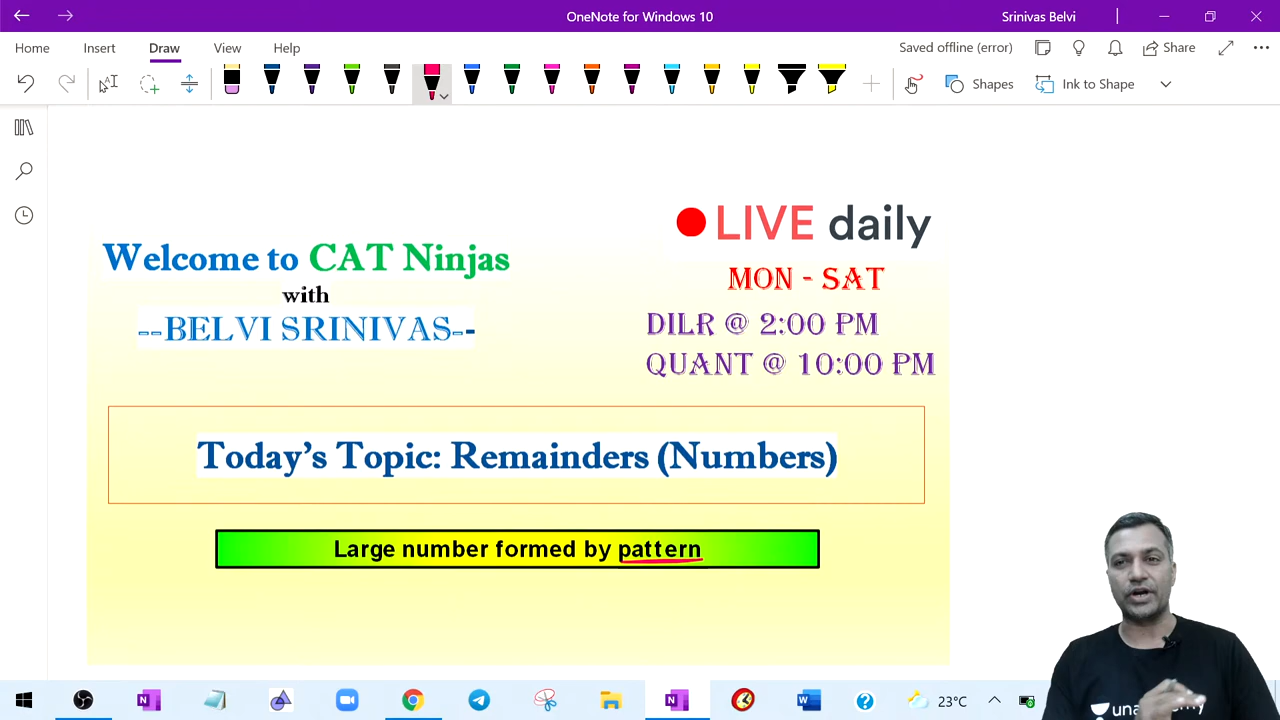 OneNote for Windows 10
Srinivas Belvi
Home Insert Draw View Help
Saved offline (error)
Share
Shapes
Ink to Shape
LIVE daily
Welcome to CAT Ninjas
MON - SAT
with
--BELVI SRINIVAS--
DILR @ 2:00 PM
QUANT @ 10:00 PM
Today's Topic: Remainders (Numbers)
Large number formed by pattern
23°C